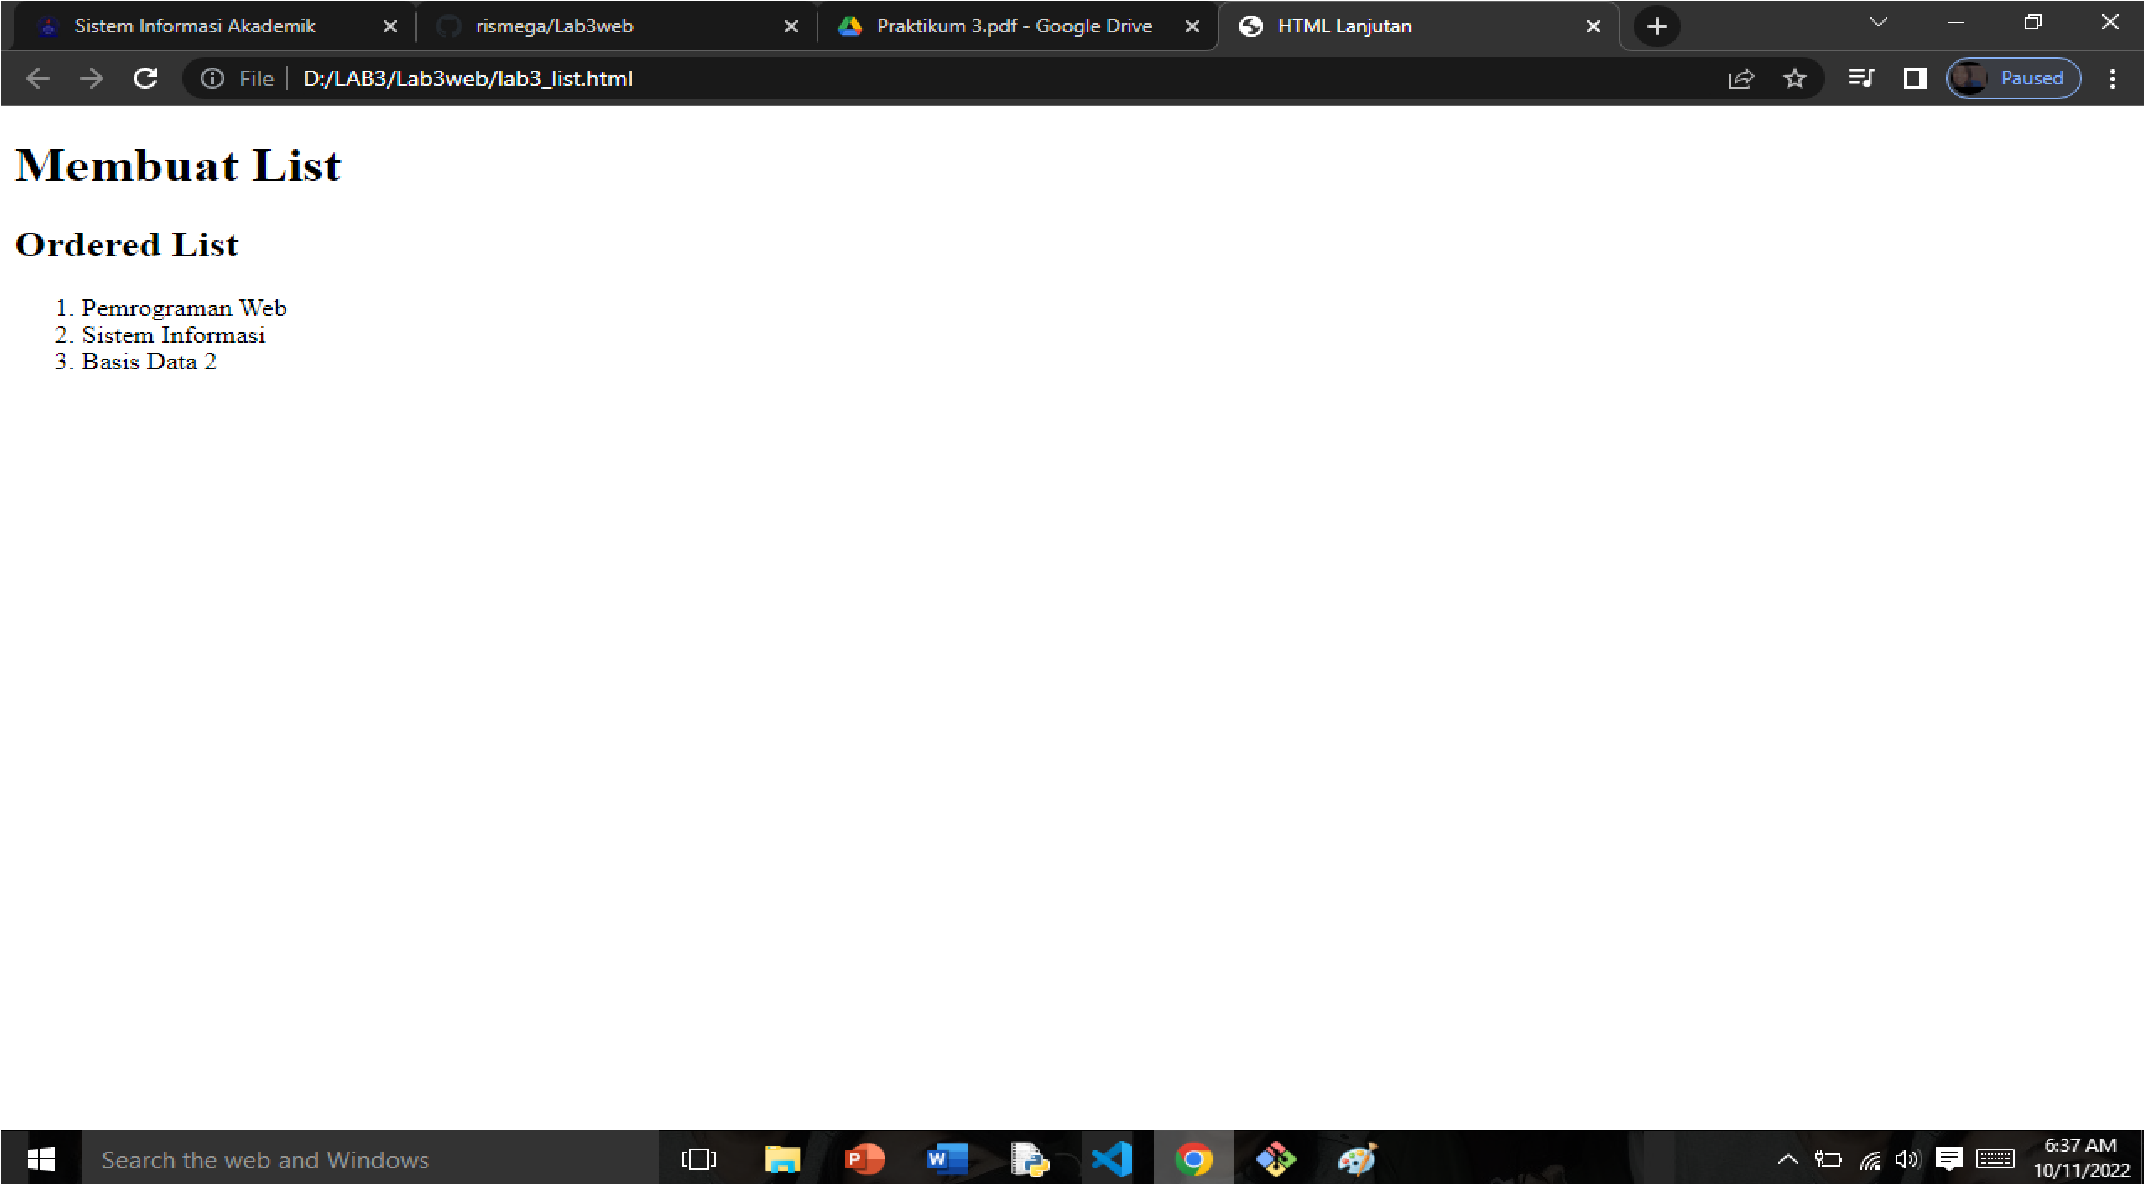 Sistem Informasi Akademik
rismega/Lab3web
Praktikum 3.pdf - Google Drive
HTML Lanjutan
File
D:/LAB3/Lab3web/lab3_list.html
Paused
Membuat List
Ordered List
1. Pemrograman Web
2. Sistem Informasi
3. Basis Data 2
Search the web and Windows
6:37 AM
10/11/2022